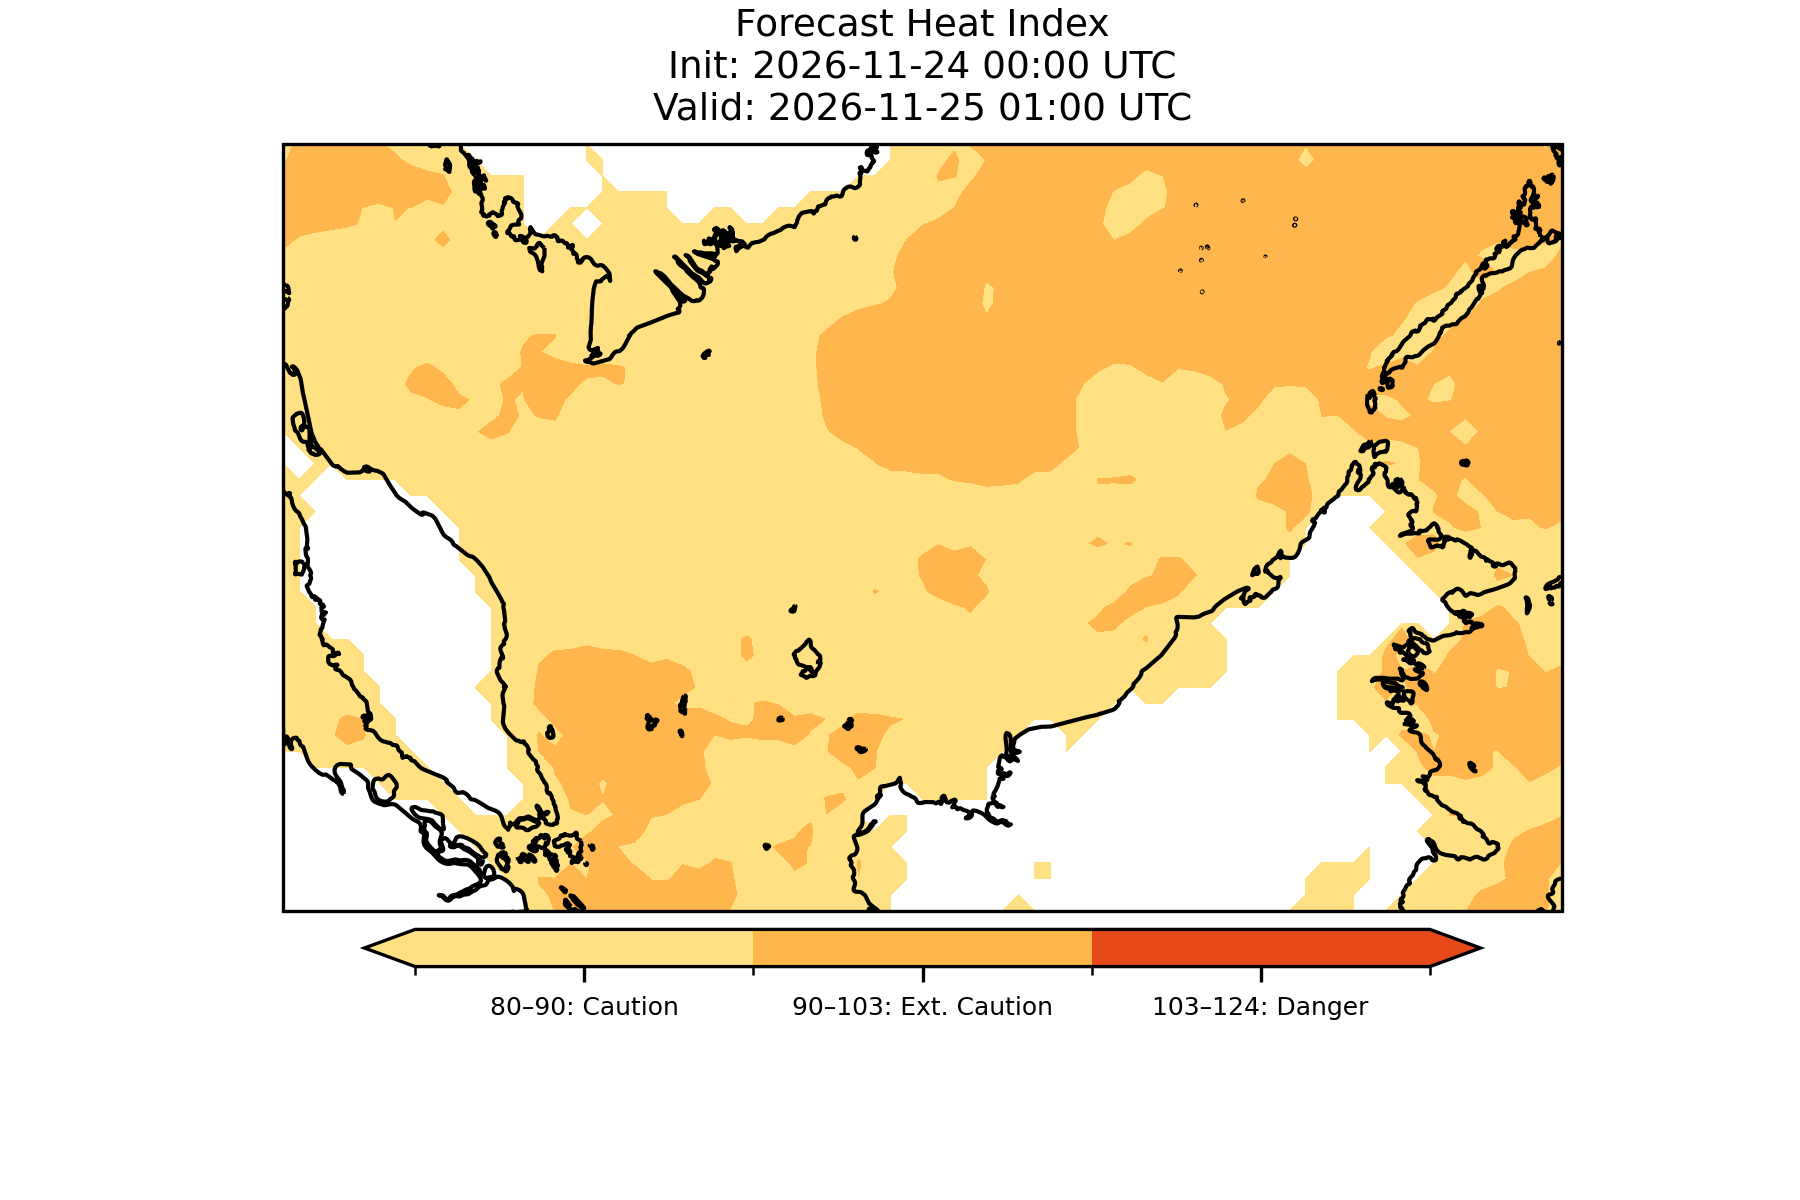 Forecast Heat Index
Init: 2026-11-24 00:00 UTC
Valid: 2026-11-25 01:00 UTC
80–90: Caution
90–103: Ext. Caution
103–124: Danger